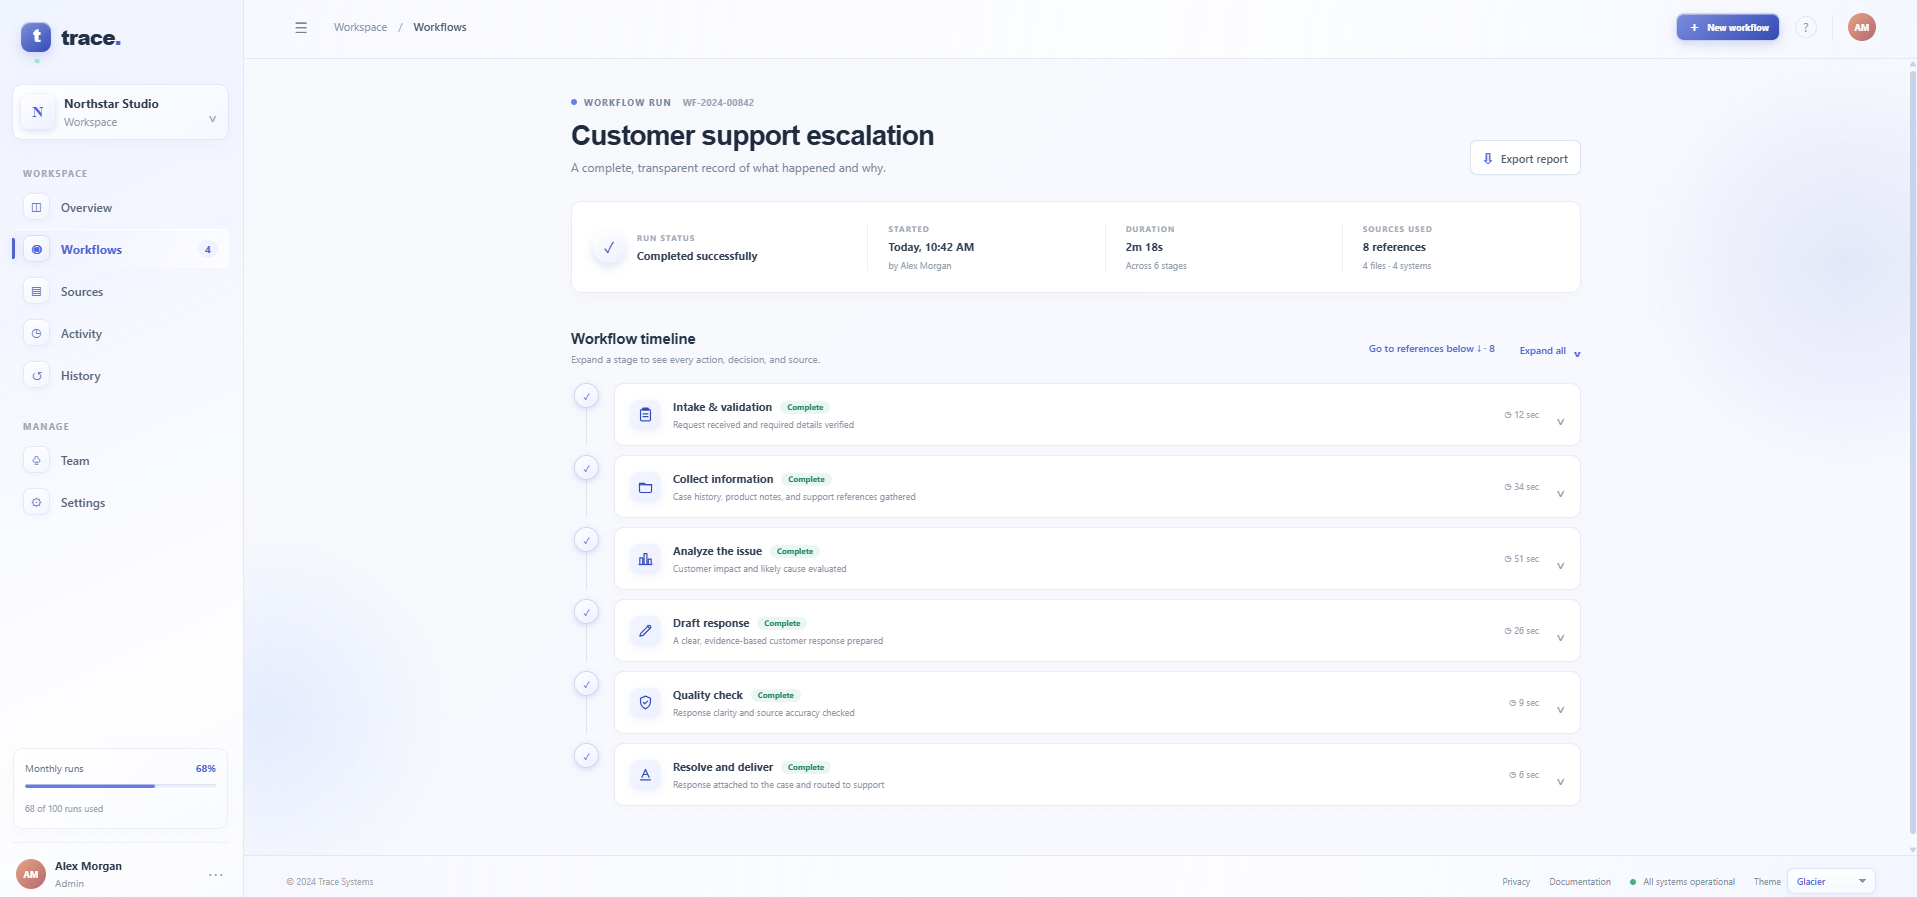 t trace.
N Northstar Studio
Workspace
WORKSPACE
Overview
Workflows 4
Sources
Activity
History
MANAGE
Team
Settings
Monthly runs 68%
68 of 100 runs used
AM Alex Morgan
Admin
Workspace / Workflows
+ New workflow ? AM
WORKFLOW RUN WF-2024-00842
Customer support escalation
A complete, transparent record of what happened and why.
Export report
RUN STATUS
Completed successfully
STARTED
Today, 10:42 AM
by Alex Morgan
DURATION
2m 18s
Across 6 stages
SOURCES USED
8 references
4 files · 4 systems
Workflow timeline
Expand a stage to see every action, decision, and source.
Go to references below ↓ · 8 Expand all
Intake & validation Complete
Request received and required details verified
12 sec
Collect information Complete
Case history, product notes, and support references gathered
34 sec
Analyze the issue Complete
Customer impact and likely cause evaluated
51 sec
Draft response Complete
A clear, evidence-based customer response prepared
26 sec
Quality check Complete
Response clarity and source accuracy checked
9 sec
Resolve and deliver Complete
Response attached to the case and routed to support
6 sec
© 2024 Trace Systems
Privacy Documentation All systems operational Theme Glacier